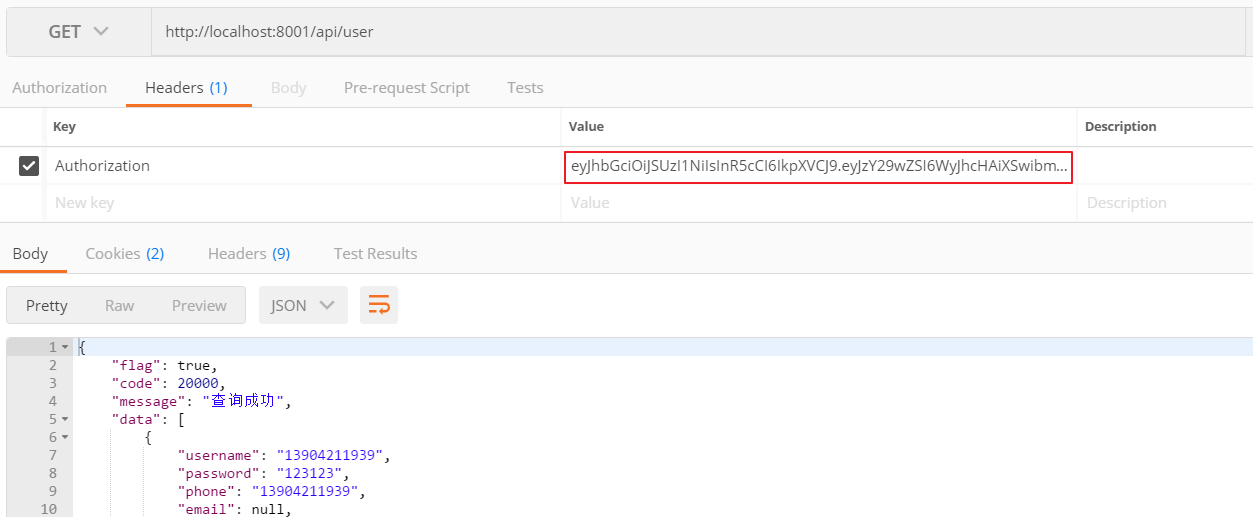 GET http://localhost:8001/api/user
Authorization Headers (1) Body Pre-request Script Tests
Key Value Description
Authorization eyJhbGciOiJSUzI1NiIsInR5cCI6IkpXVCJ9.eyJzY29wZSI6WyJhcHAiXSwibm...
New key Value Description
Body Cookies (2) Headers (9) Test Results
Pretty Raw Preview JSON
1 {
2 "flag": true,
3 "code": 20000,
4 "message": "查询成功",
5 "data": [
6 {
7 "username": "13904211939",
8 "password": "123123",
9 "phone": "13904211939",
10 "email": null,